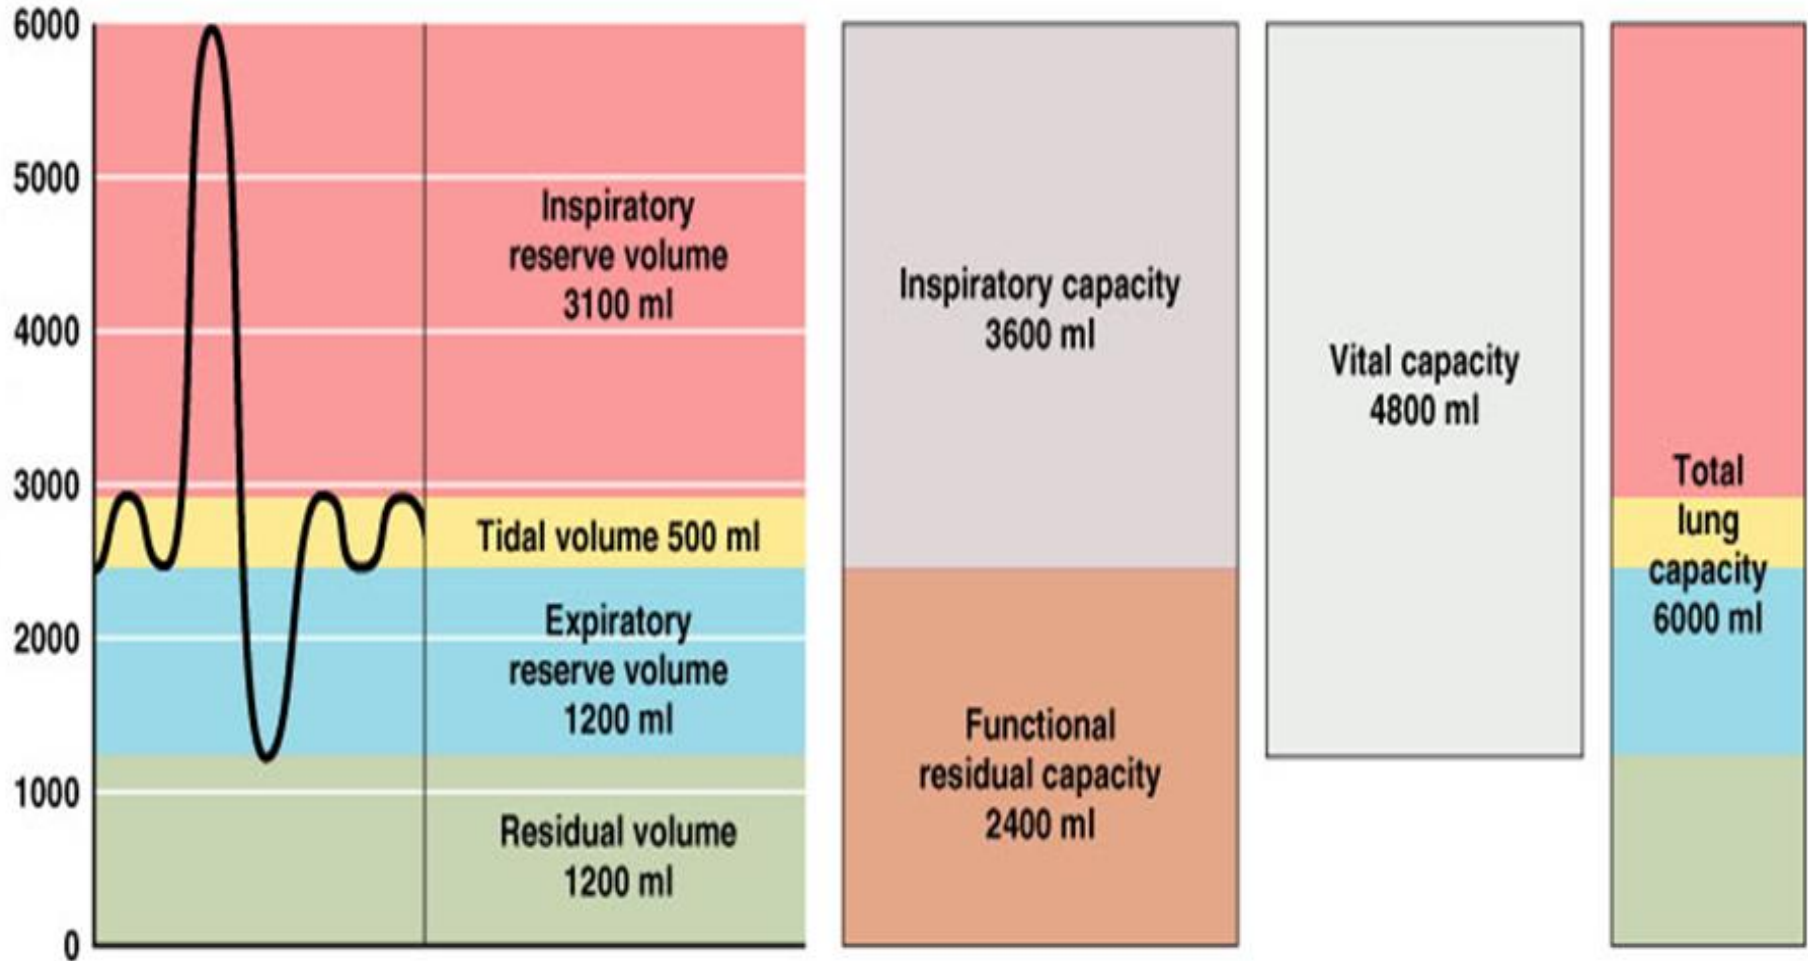 6000
5000
4000
3000
2000
1000
0
Inspiratory
reserve volume
3100 ml
Tidal volume 500 ml
Expiratory
reserve volume
1200 ml
Residual volume
1200 ml
Inspiratory capacity
3600 ml
Functional
residual capacity
2400 ml
Vital capacity
4800 ml
Total
lung
capacity
6000 ml